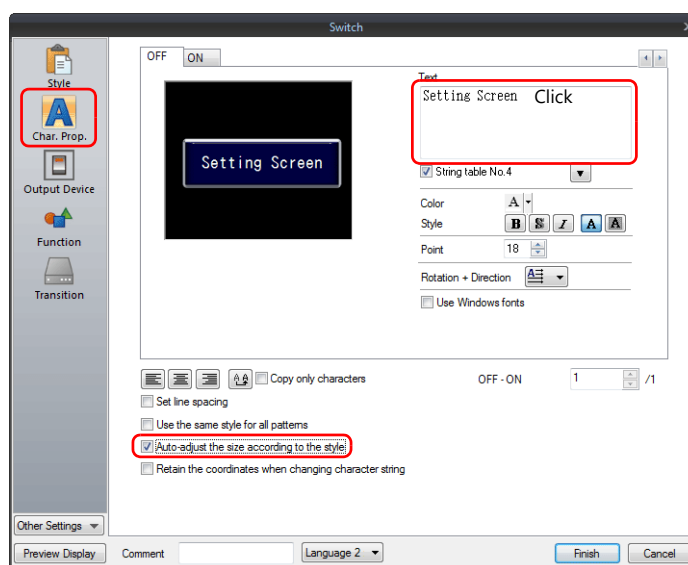 Switch
Style
Char. Prop.
Output Device
Function
Transition
Other Settings
Preview Display
OFF
ON
Setting Screen
Text
Setting Screen Click
String table No.4
Color A
Style B S I A A
Point 18
Rotation + Direction A
Use Windows fonts
Copy only characters
OFF - ON 1 /1
Set line spacing
Use the same style for all patterns
Auto-adjust the size according to the style
Retain the coordinates when changing character string
Comment
Language 2
Finish
Cancel